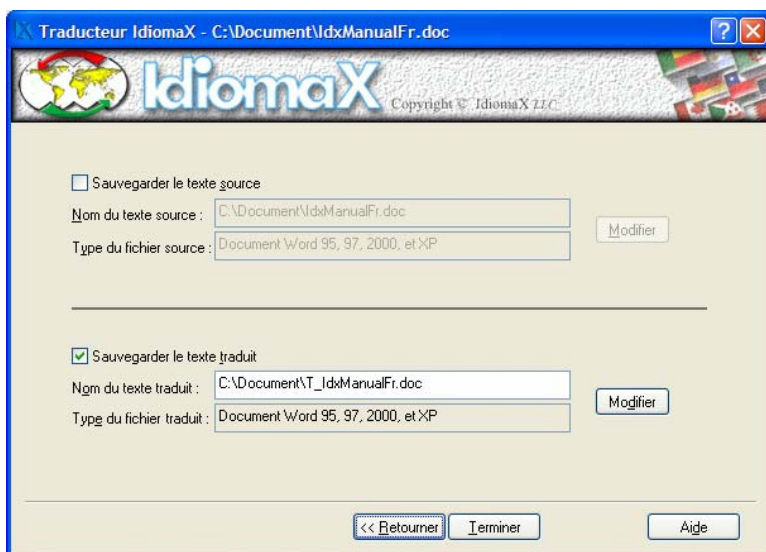 Traducteur IdiomaX - C:\Document\IdxManualFr.doc
IdiomaX Copyright © IdiomaX LLC
Sauvegarder le texte source
Nom du texte source : C:\Document\IdxManualFr.doc
Modifier
Type du fichier source : Document Word 95, 97, 2000, et XP
Sauvegarder le texte traduit
Nom du texte traduit : C:\Document\T_IdxManualFr.doc
Modifier
Type du fichier traduit : Document Word 95, 97, 2000, et XP
<< Retourner Terminer Aide